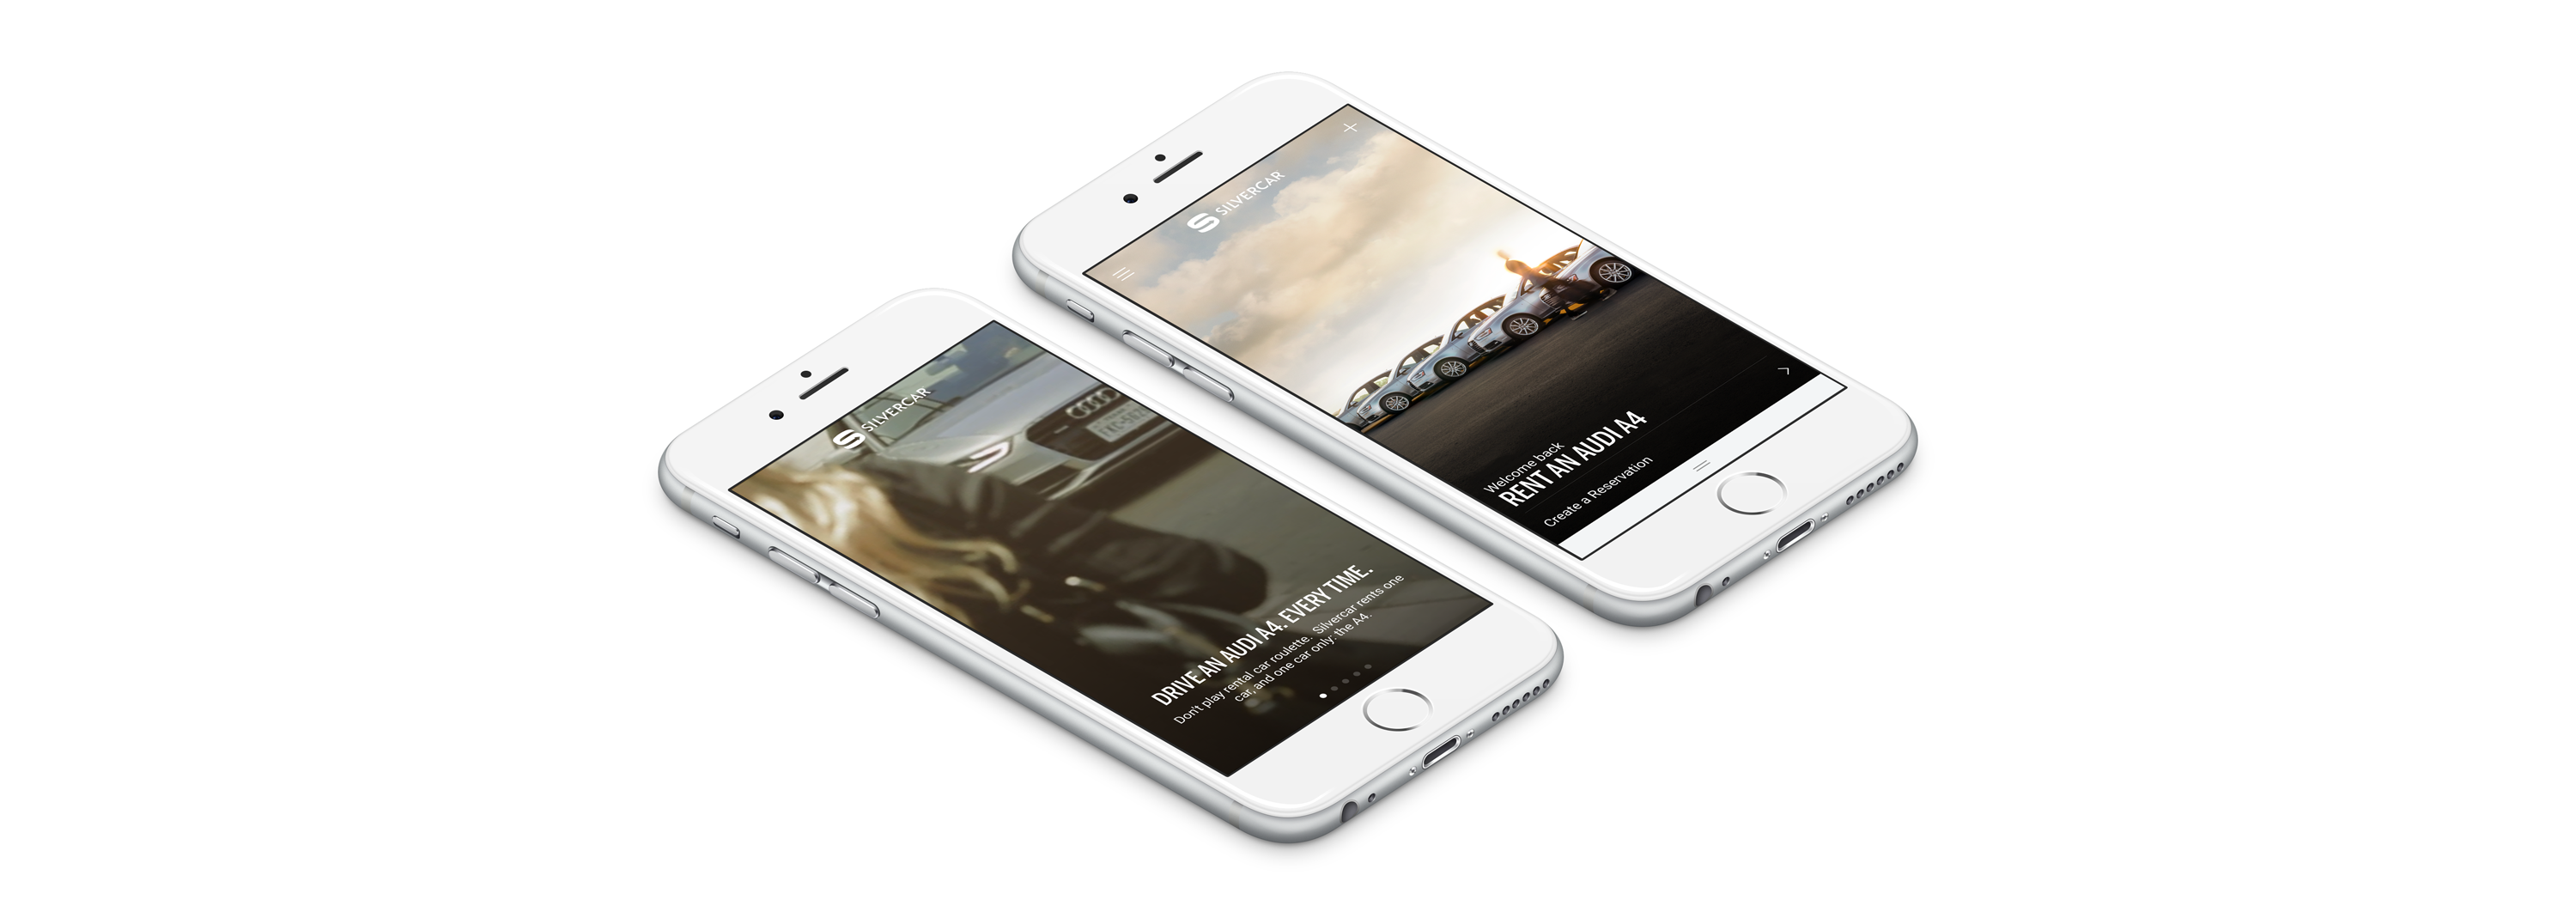 SILVERCAR
DRIVE AN AUDI A4. EVERY TIME.
Don't play rental car roulette. Silvercar rents one
car, and one car only: the A4.
SILVERCAR
Welcome back
RENT AN AUDI A4
Create a Reservation